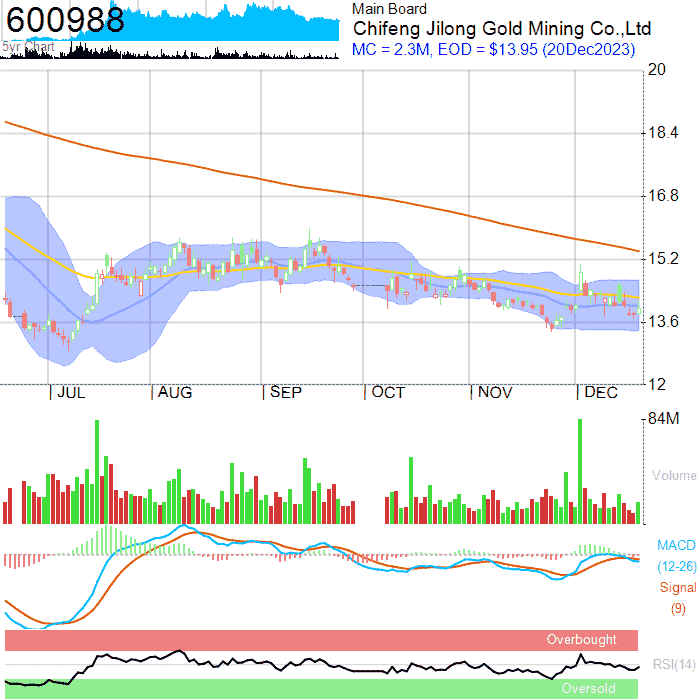 600988
5yr Chart
Main Board
Chifeng Jilong Gold Mining Co.,Ltd
MC = 2.3M, EOD = $13.95 (20Dec2023)
20
18.4
16.8
15.2
13.6
12
JUL AUG SEP OCT NOV DEC
84M
Volume
MACD
(12-26)
Signal
(9)
Overbought
RSI(14)
Oversold